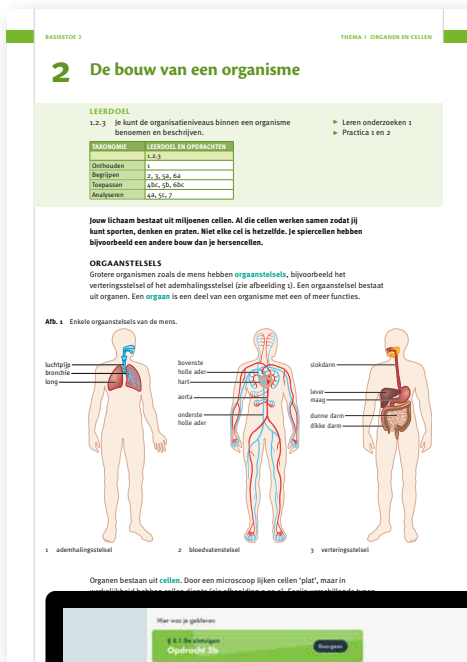 BASISSTOF 2
THEMA 1 ORGANEN EN CELLEN
2 De bouw van een organisme
LEERDOEL
1.2.3 Je kunt de organisatieniveaus binnen een organisme
benoemen en beschrijven.
► Leren onderzoeken 1
► Practica 1 en 2
TAXONOMIE LEERDOEL EN OPDRACHTEN
1.2.3
Onthouden 1
Begrijpen 2, 3, 5a, 6a
Toepassen 4bc, 5b, 6bc
Analyseren 4a, 5c, 7
Jouw lichaam bestaat uit miljoenen cellen. Al die cellen werken samen zodat jij
kunt sporten, denken en praten. Niet elke cel is hetzelfde. Je spiercellen hebben
bijvoorbeeld een andere bouw dan je hersencellen.
ORGAANSTELSELS
Grotere organismen zoals de mens hebben orgaanstelsels, bijvoorbeeld het
verteringsstelsel of het ademhalingsstelsel (zie afbeelding 1). Een orgaanstelsel bestaat
uit organen. Een orgaan is een deel van een organisme met een of meer functies.
Afb. 1 Enkele orgaanstelsels van de mens.
luchtpijp
bronchie
long
bovenste
holle ader
hart
aorta
onderste
holle ader
slokdarm
lever
maag
dunne darm
dikke darm
1 ademhalingsstelsel
2 bloedvatenstelsel
3 verteringsstelsel
Organen bestaan uit cellen. Door een microscoop lijken cellen 'plat', maar in
Hier was je gebleven
§ 6.1 De zintuigen
Opdracht 3b
Doorgaan